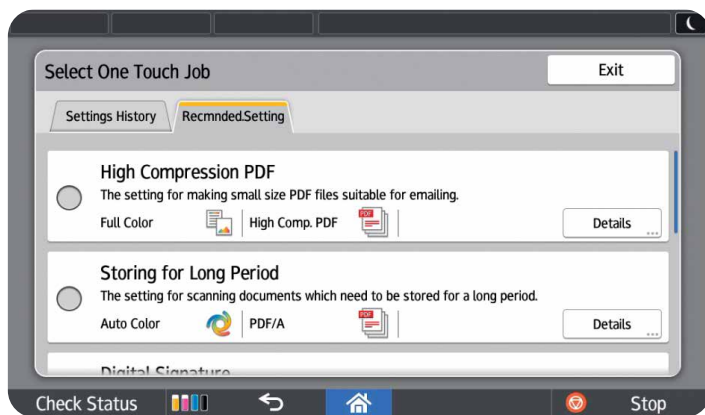 Select One Touch Job
Exit
Settings History
Recmnded.Setting
High Compression PDF
The setting for making small size PDF files suitable for emailing.
Full Color
High Comp. PDF
PDF
Details
Storing for Long Period
The setting for scanning documents which need to be stored for a long period.
Auto Color
PDF/A
PDF
Details
Digital Signature
Check Status
Stop